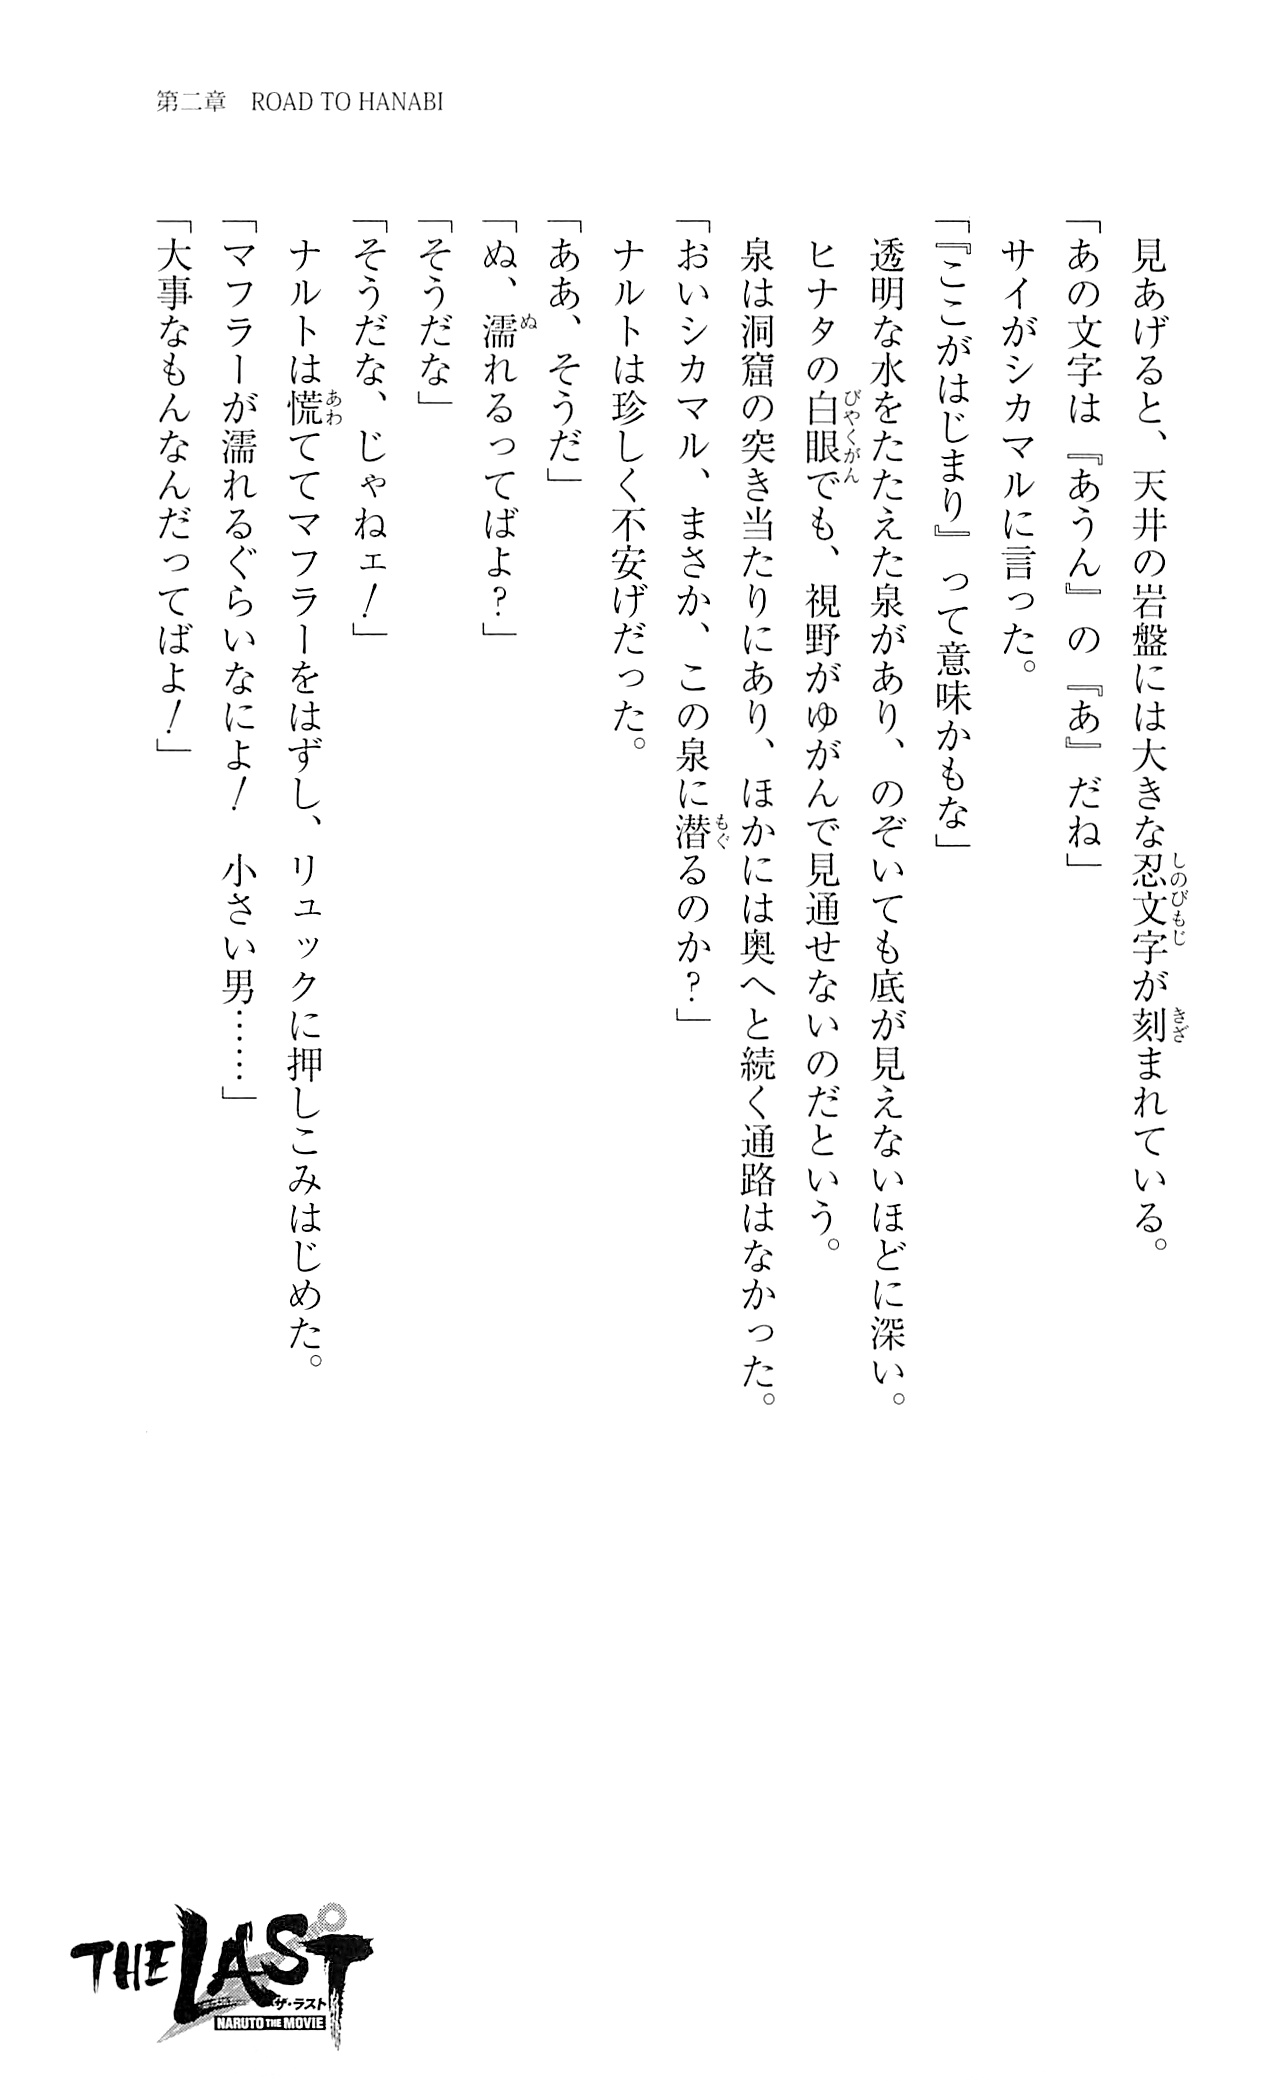 第二章　ROAD TO HANABI
　見あげると、天井の岩盤には大きな忍文字が刻まれている。
「あの文字は『あうん』の『あ』だね」
　サイがシカマルに言った。
「『ここがはじまり』って意味かもな」
　透明な水をたたえた泉があり、のぞいても底が見えないほどに深い。
　ヒナタの白眼でも、視野がゆがんで見通せないのだという。
　泉は洞窟の突き当たりにあり、ほかには奥へと続く通路はなかった。
「おいシカマル、まさか、この泉に潜るのか？」
　ナルトは珍しく不安げだった。
「ああ、そうだ」
「ぬ、濡れるってばよ？」
「そうだな」
「そうだな、じゃねェ！」
　ナルトは慌ててマフラーをはずし、リュックに押しこみはじめた。
「マフラーが濡れるぐらいなによ！　小さい男……」
「大事なもんなんだってばよ！」
THE LAST
ザ・ラスト
NARUTO THE MOVIE